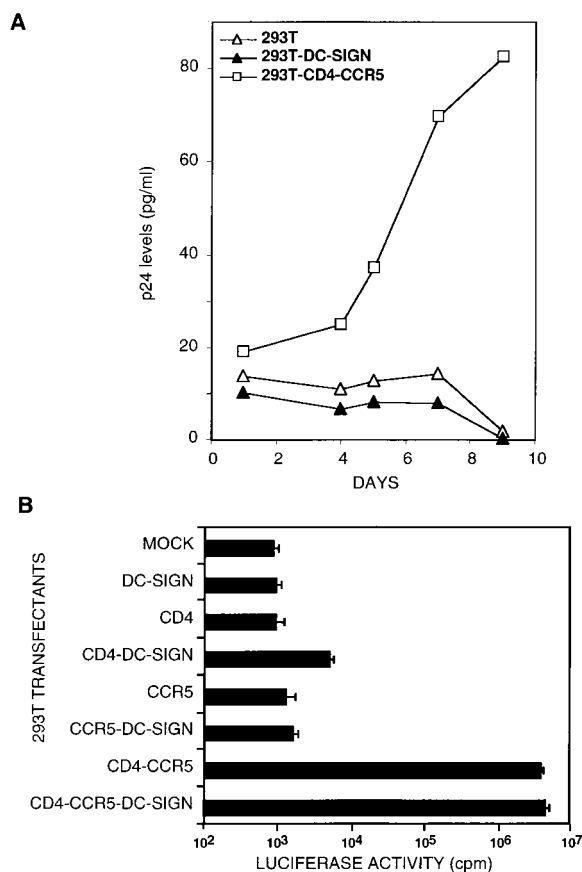 A
293T
293T-DC-SIGN
293T-CD4-CCR5
80
60
40
20
0
p24 levels (pg/ml)
0 2 4 6 8 10
DAYS
B
293T TRANSFECTANTS
MOCK
DC-SIGN
CD4
CD4-DC-SIGN
CCR5
CCR5-DC-SIGN
CD4-CCR5
CD4-CCR5-DC-SIGN
10² 10³ 10⁴ 10⁵ 10⁶ 10⁷
LUCIFERASE ACTIVITY (cpm)